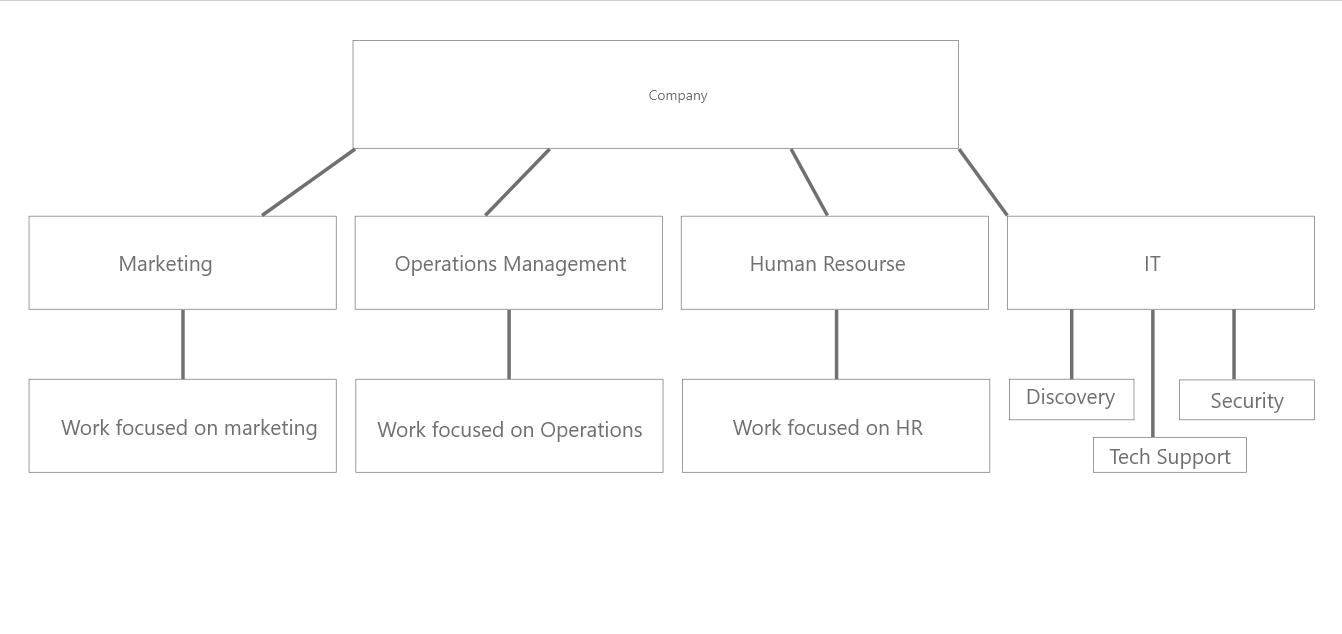 Company
Marketing
Operations Management
Human Resourse
IT
Work focused on marketing
Work focused on Operations
Work focused on HR
Discovery
Security
Tech Support